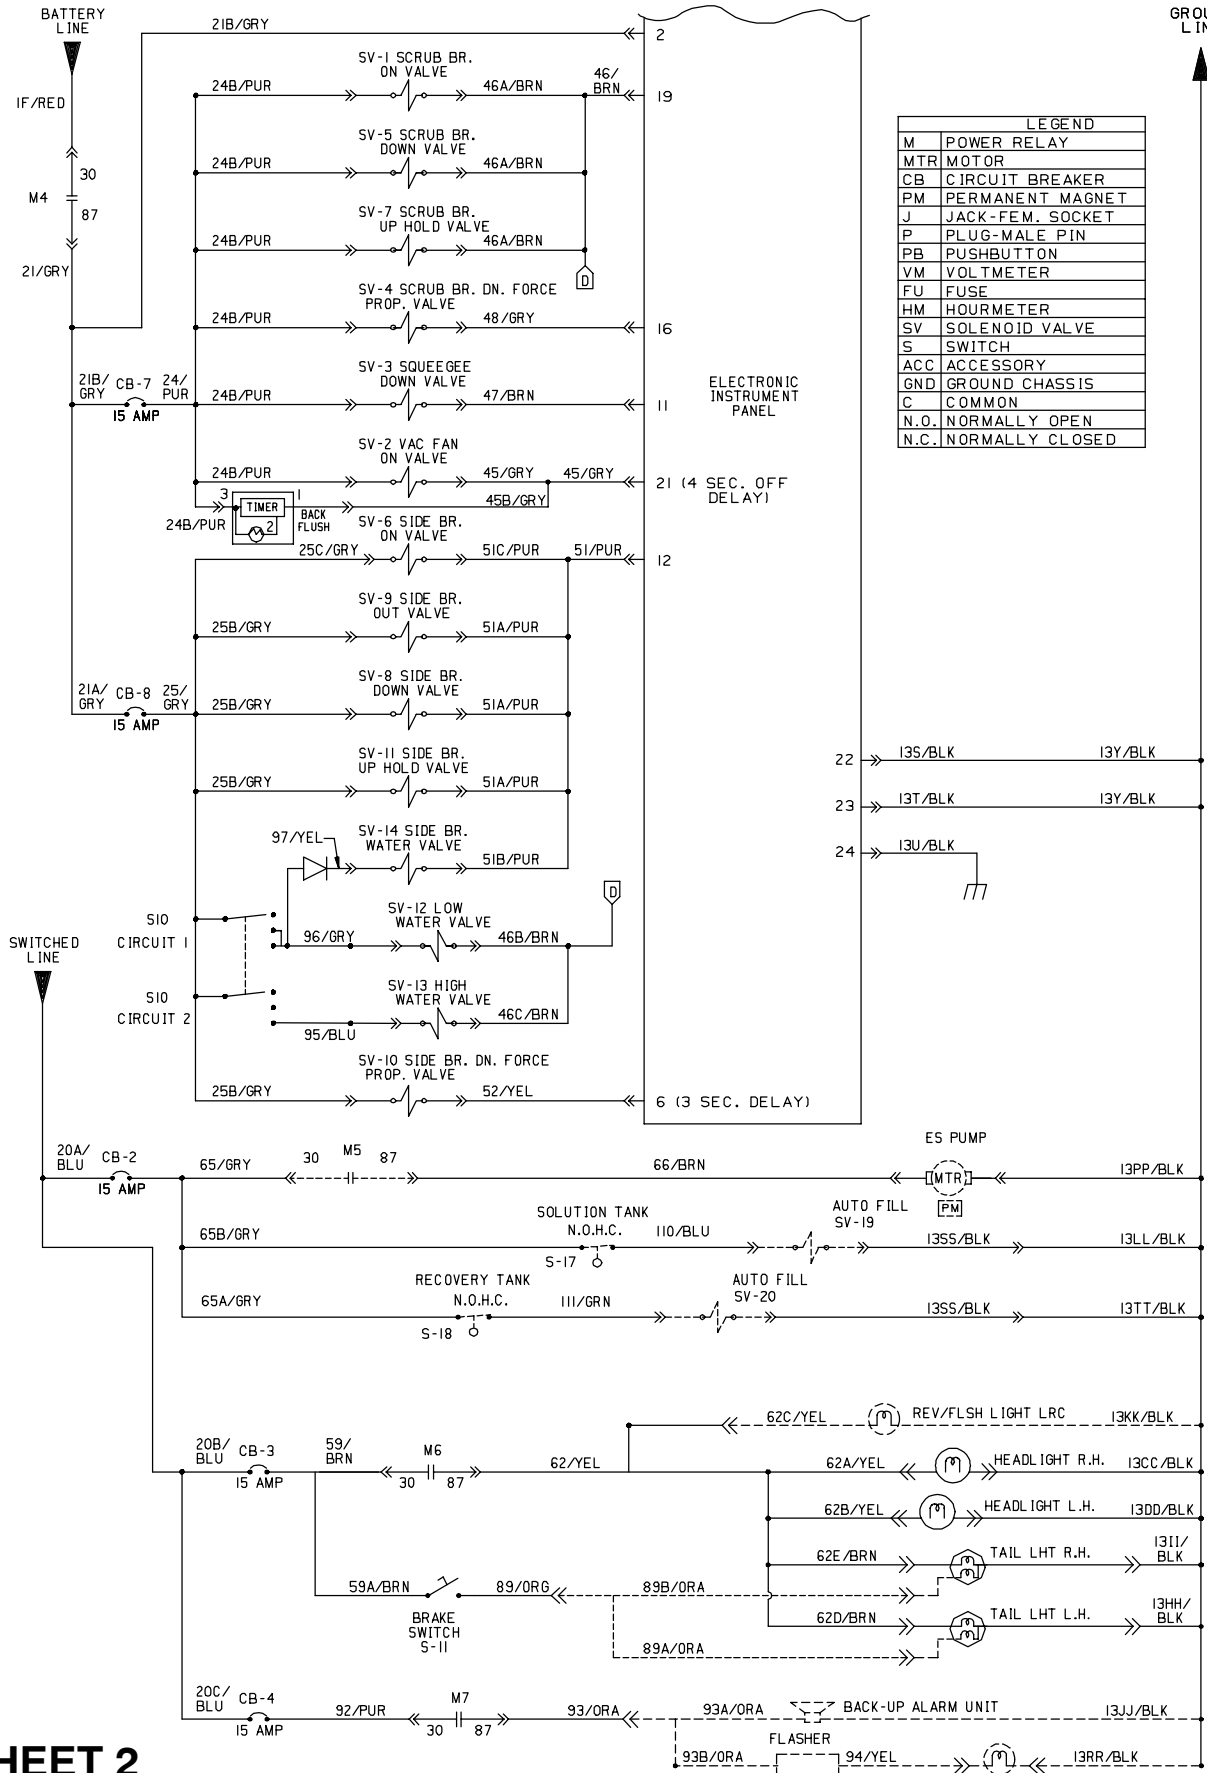 BATTERY
LINE
GROU
LIN
21B/GRY
2
SV-1 SCRUB BR.
ON VALVE
24B/PUR
46A/BRN
46/
BRN
19
1F/RED
30
M4
87
21/GRY
SV-5 SCRUB BR.
DOWN VALVE
24B/PUR
46A/BRN
SV-7 SCRUB BR.
UP HOLD VALVE
24B/PUR
46A/BRN
D
SV-4 SCRUB BR. DN. FORCE
PROP. VALVE
24B/PUR
48/GRY
16
LEGEND
M POWER RELAY
MTR MOTOR
CB CIRCUIT BREAKER
PM PERMANENT MAGNET
J JACK-FEM. SOCKET
P PLUG-MALE PIN
PB PUSHBUTTON
VM VOLTMETER
FU FUSE
HM HOURMETER
SV SOLENOID VALVE
S SWITCH
ACC ACCESSORY
GND GROUND CHASSIS
C COMMON
N.O. NORMALLY OPEN
N.C. NORMALLY CLOSED
21B/
GRY
CB-7
15 AMP
24/
PUR
SV-3 SQUEEGEE
DOWN VALVE
24B/PUR
47/BRN
11
ELECTRONIC
INSTRUMENT
PANEL
SV-2 VAC FAN
ON VALVE
24B/PUR
45/GRY
45/GRY
21 (4 SEC. OFF
DELAY)
3
TIMER
1
2
BACK
FLUSH
24B/PUR
45B/GRY
SV-6 SIDE BR.
ON VALVE
25C/GRY
51C/PUR
51/PUR
12
SV-9 SIDE BR.
OUT VALVE
25B/GRY
51A/PUR
21A/
GRY
CB-8
15 AMP
25/
GRY
SV-8 SIDE BR.
DOWN VALVE
25B/GRY
51A/PUR
SV-11 SIDE BR.
UP HOLD VALVE
25B/GRY
51A/PUR
22
13S/BLK
13Y/BLK
23
13T/BLK
13Y/BLK
24
13U/BLK
97/YEL
SV-14 SIDE BR.
WATER VALVE
51B/PUR
D
S10
CIRCUIT 1
SV-12 LOW
WATER VALVE
96/GRY
46B/BRN
SWITCHED
LINE
S10
CIRCUIT 2
SV-13 HIGH
WATER VALVE
95/BLU
46C/BRN
SV-10 SIDE BR. DN. FORCE
PROP. VALVE
25B/GRY
52/YEL
6 (3 SEC. DELAY)
20A/
BLU
CB-2
15 AMP
65/GRY
30
M5
87
66/BRN
ES PUMP
MTR
PM
13PP/BLK
65B/GRY
SOLUTION TANK
N.O.H.C.
S-17
110/BLU
AUTO FILL
SV-19
13SS/BLK
13LL/BLK
65A/GRY
RECOVERY TANK
N.O.H.C.
S-18
111/GRN
AUTO FILL
SV-20
13SS/BLK
13TT/BLK
62C/YEL
REV/FLSH LIGHT LRC
13KK/BLK
20B/
BLU
CB-3
15 AMP
59/
BRN
M6
30
87
62/YEL
62A/YEL
HEADLIGHT R.H.
13CC/BLK
62B/YEL
HEADLIGHT L.H.
13DD/BLK
62E/BRN
TAIL LHT R.H.
13II/
BLK
59A/BRN
BRAKE
SWITCH
S-11
89/ORG
89B/ORA
62D/BRN
TAIL LHT L.H.
13HH/
BLK
89A/ORA
20C/
BLU
CB-4
15 AMP
92/PUR
M7
30
87
93/ORA
93A/ORA
BACK-UP ALARM UNIT
13JJ/BLK
FLASHER
93B/ORA
94/YEL
13RR/BLK
HEET 2